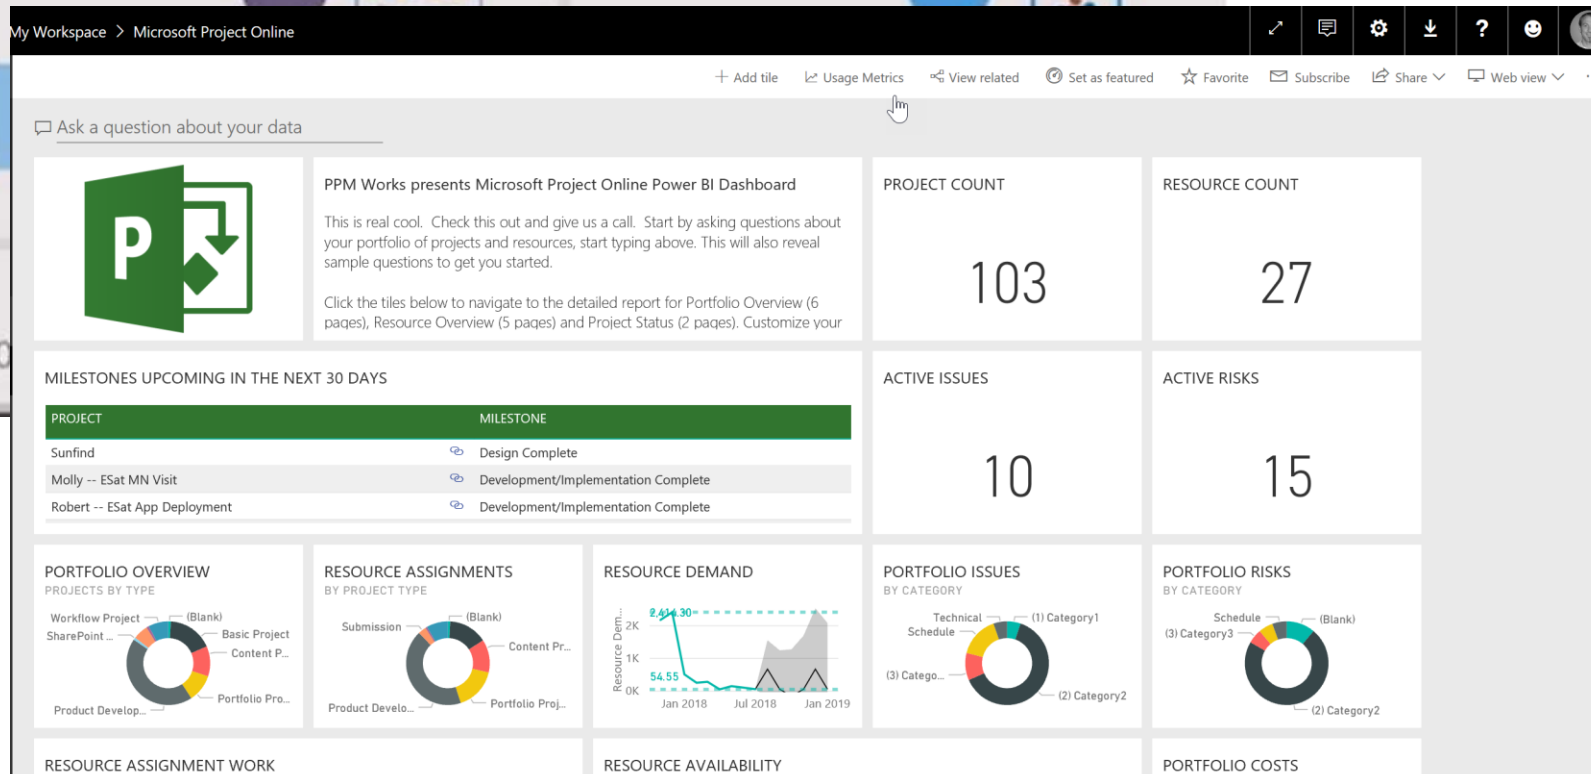 My Workspace > Microsoft Project Online
Add tile Usage Metrics View related Set as featured Favorite Subscribe Share Web view
Ask a question about your data
P
PPM Works presents Microsoft Project Online Power BI Dashboard
This is real cool. Check this out and give us a call. Start by asking questions about
your portfolio of projects and resources, start typing above. This will also reveal
sample questions to get you started.
Click the tiles below to navigate to the detailed report for Portfolio Overview (6
pages), Resource Overview (5 pages) and Project Status (2 pages). Customize your
PROJECT COUNT
103
RESOURCE COUNT
27
MILESTONES UPCOMING IN THE NEXT 30 DAYS
PROJECT MILESTONE
Sunfind Design Complete
Molly -- ESat MN Visit Development/Implementation Complete
Robert -- ESat App Deployment Development/Implementation Complete
ACTIVE ISSUES
10
ACTIVE RISKS
15
PORTFOLIO OVERVIEW
PROJECTS BY TYPE
Workflow Project (Blank)
SharePoint ... Basic Project
Content P...
Portfolio Pro...
Product Develop...
RESOURCE ASSIGNMENTS
BY PROJECT TYPE
(Blank)
Submission
Content Pr...
Portfolio Proj...
Product Develo...
RESOURCE DEMAND
Resource Dem...
2,414.30
2K
1K
54.55
0K
Jan 2018 Jul 2018 Jan 2019
PORTFOLIO ISSUES
BY CATEGORY
Technical (1) Category1
Schedule
(3) Catego...
(2) Category2
PORTFOLIO RISKS
BY CATEGORY
Schedule (Blank)
(3) Category3
(2) Category2
RESOURCE ASSIGNMENT WORK
RESOURCE AVAILABILITY
PORTFOLIO COSTS